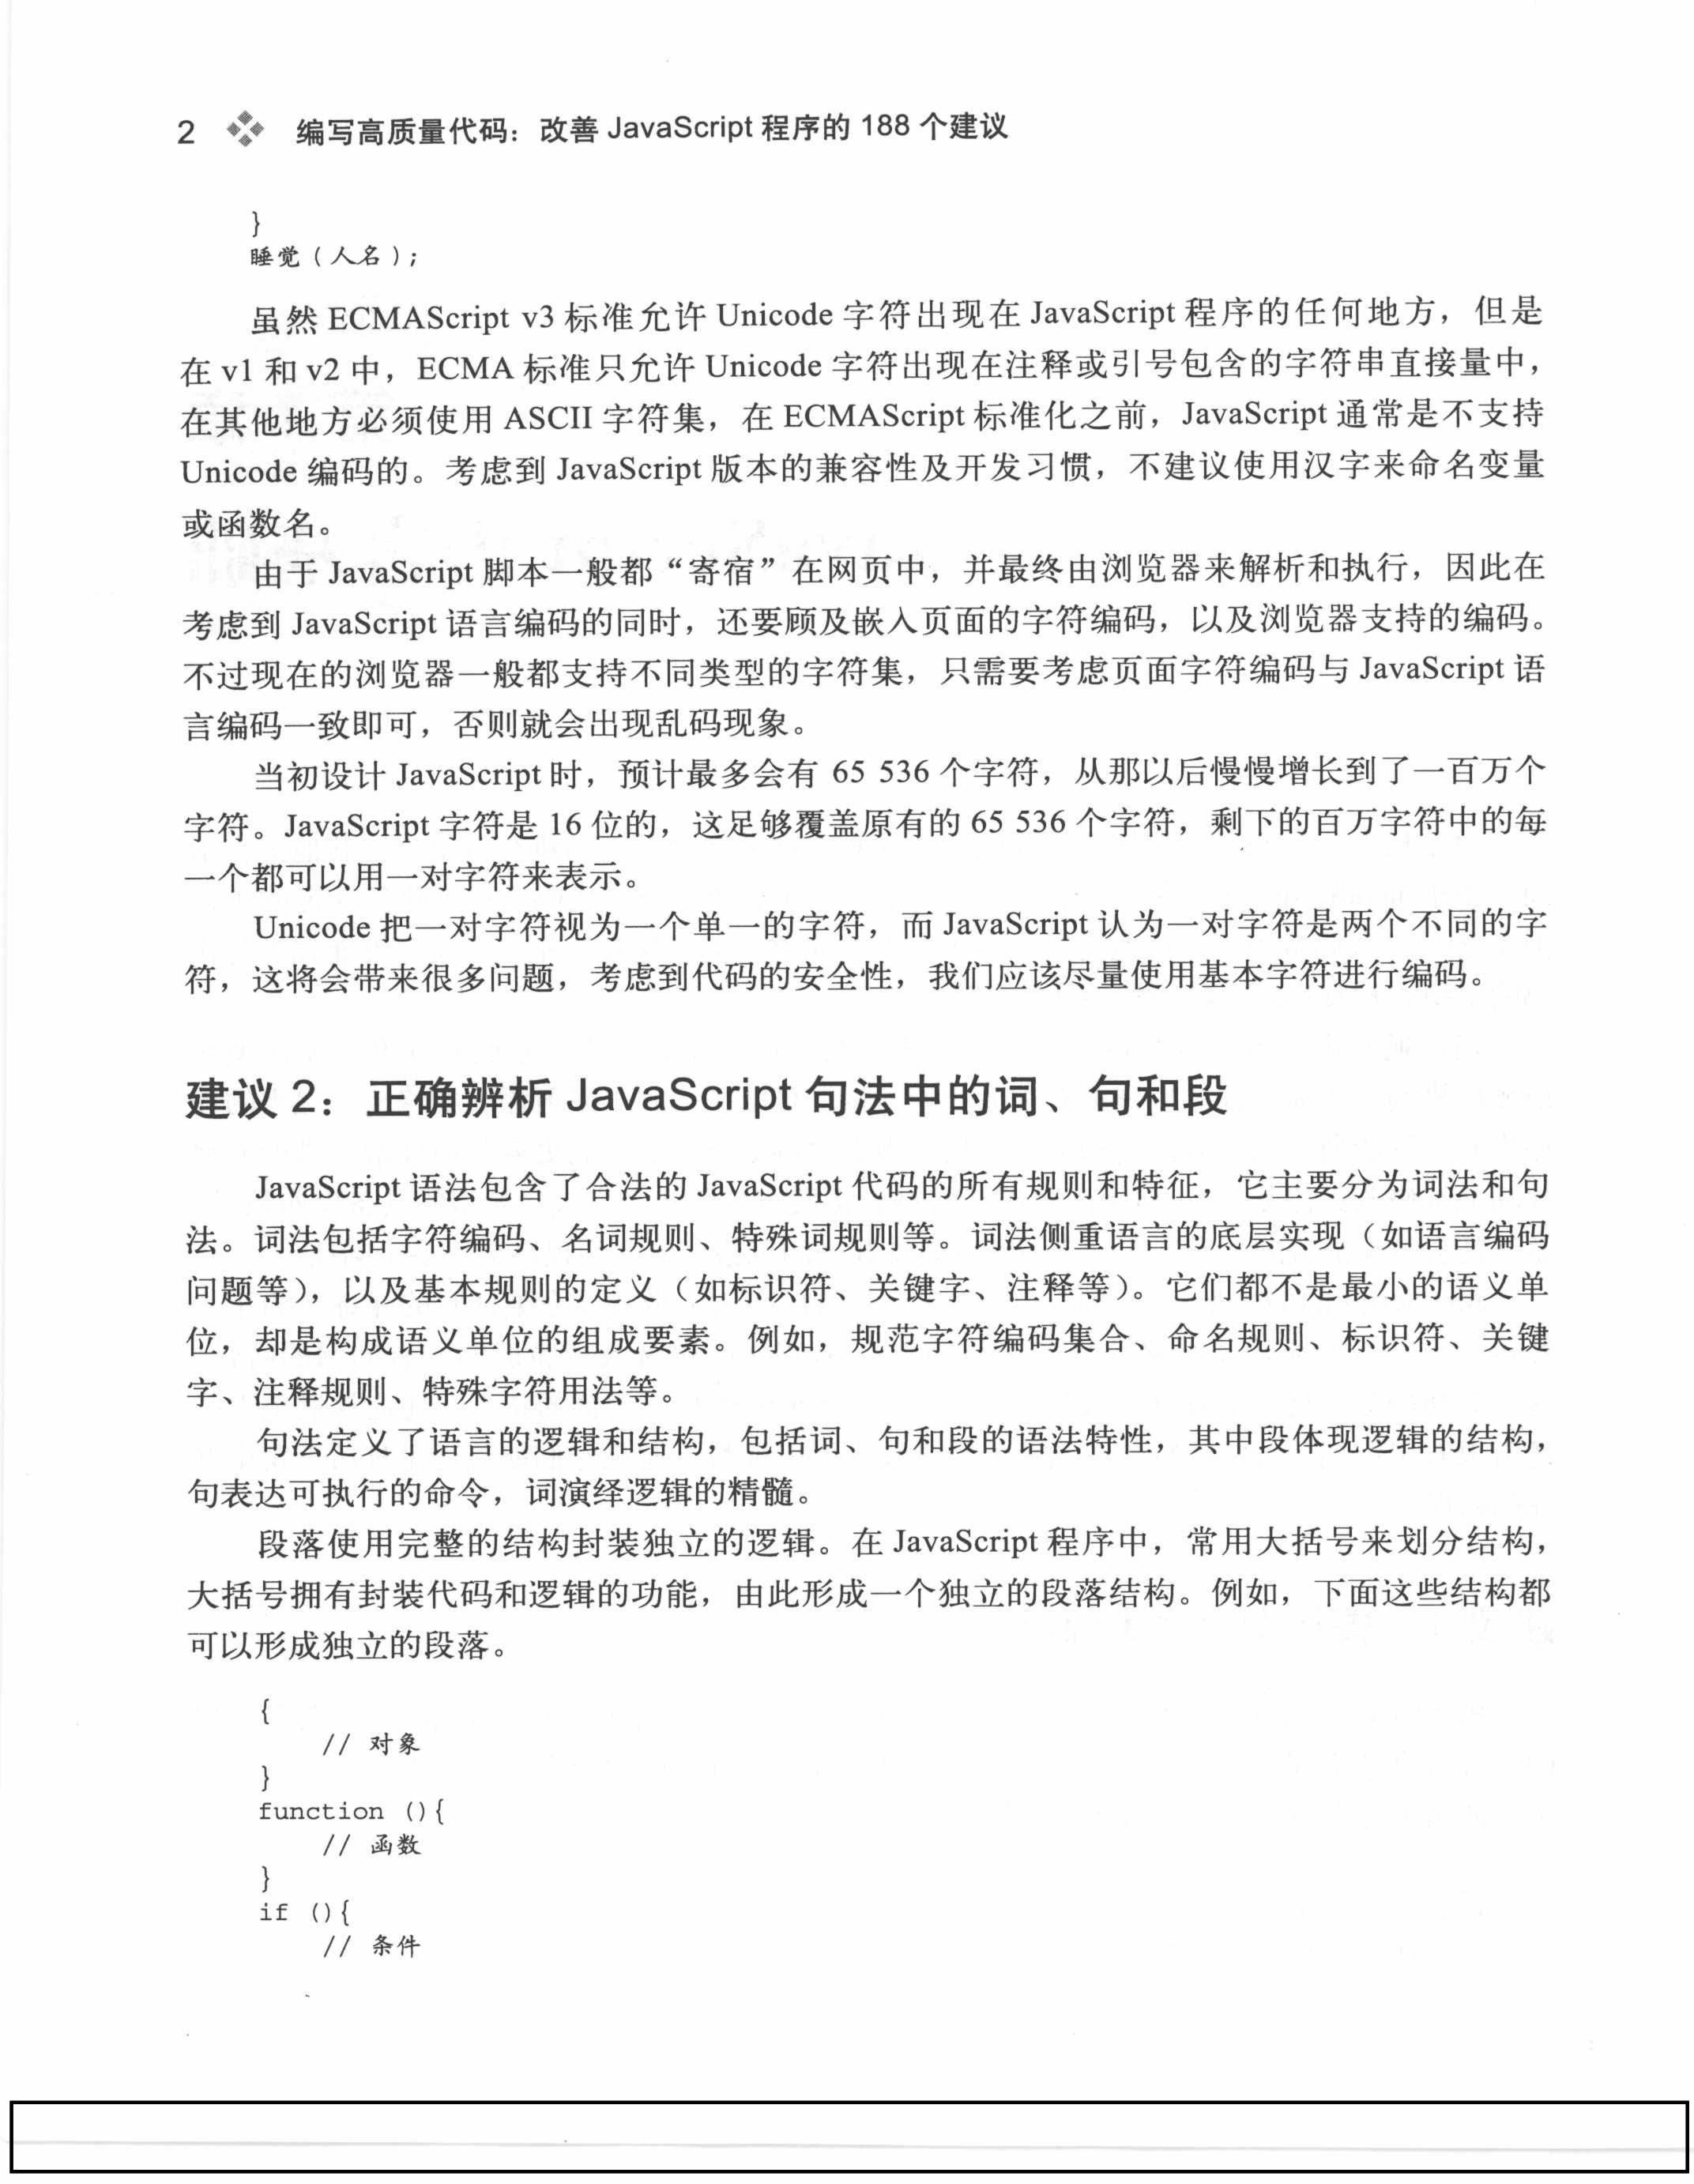 2 编写高质量代码：改善 JavaScript 程序的 188 个建议
}
睡觉（人名）;
虽然 ECMAScript v3 标准允许 Unicode 字符出现在 JavaScript 程序的任何地方，但是
在 v1 和 v2 中，ECMA 标准只允许 Unicode 字符出现在注释或引号包含的字符串直接量中，
在其他地方必须使用 ASCII 字符集，在 ECMAScript 标准化之前，JavaScript 通常是不支持
Unicode 编码的。考虑到 JavaScript 版本的兼容性及开发习惯，不建议使用汉字来命名变量
或函数名。
由于 JavaScript 脚本一般都“寄宿”在网页中，并最终由浏览器来解析和执行，因此在
考虑到 JavaScript 语言编码的同时，还要顾及嵌入页面的字符编码，以及浏览器支持的编码。
不过现在的浏览器一般都支持不同类型的字符集，只需要考虑页面字符编码与 JavaScript 语
言编码一致即可，否则就会出现乱码现象。
当初设计 JavaScript 时，预计最多会有 65 536 个字符，从那以后慢慢增长到了一百万个
字符。JavaScript 字符是 16 位的，这足够覆盖原有的 65 536 个字符，剩下的百万字符中的每
一个都可以用一对字符来表示。
Unicode 把一对字符视为一个单一的字符，而 JavaScript 认为一对字符是两个不同的字
符，这将会带来很多问题，考虑到代码的安全性，我们应该尽量使用基本字符进行编码。
建议 2：正确辨析 JavaScript 句法中的词、句和段
JavaScript 语法包含了合法的 JavaScript 代码的所有规则和特征，它主要分为词法和句
法。词法包括字符编码、名词规则、特殊词规则等。词法侧重语言的底层实现（如语言编码
问题等），以及基本规则的定义（如标识符、关键字、注释等）。它们都不是最小的语义单
位，却是构成语义单位的组成要素。例如，规范字符编码集合、命名规则、标识符、关键
字、注释规则、特殊字符用法等。
句法定义了语言的逻辑和结构，包括词、句和段的语法特性，其中段体现逻辑的结构，
句表达可执行的命令，词演绎逻辑的精髓。
段落使用完整的结构封装独立的逻辑。在 JavaScript 程序中，常用大括号来划分结构，
大括号拥有封装代码和逻辑的功能，由此形成一个独立的段落结构。例如，下面这些结构都
可以形成独立的段落。
{
// 对象
}
function (){
// 函数
}
if (){
// 条件